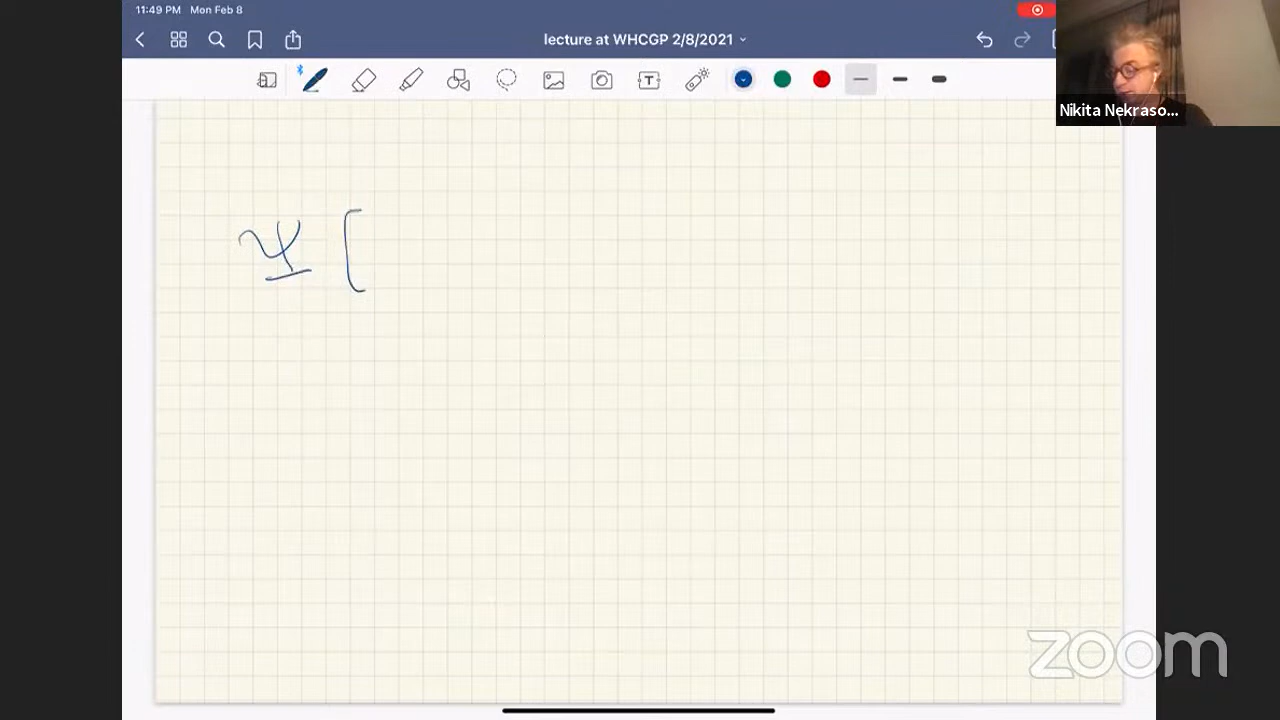 11:49 PM Mon Feb 8
lecture at WHCGP 2/8/2021
T
Nikita Nekraso...
Ψ [
zoom